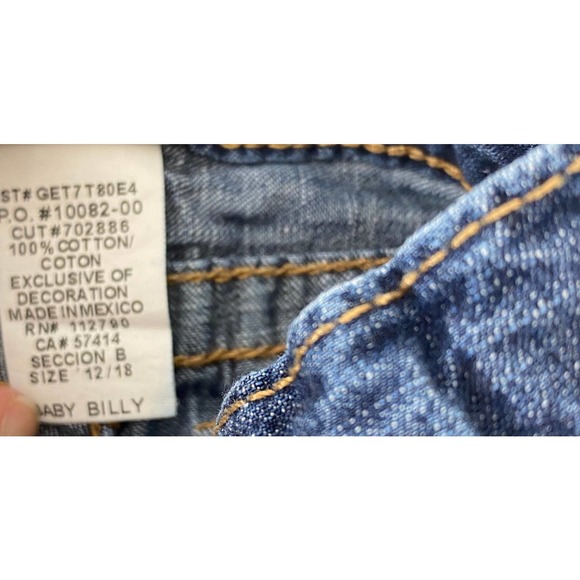 ST# GET7T80E4
P.O. #10082-00
CUT#702886
100% COTTON/
COTON
EXCLUSIVE OF
DECORATION
MADE IN MEXICO
RN# 112790
CA# 57414
SECCION B
SIZE 12/18
BABY BILLY